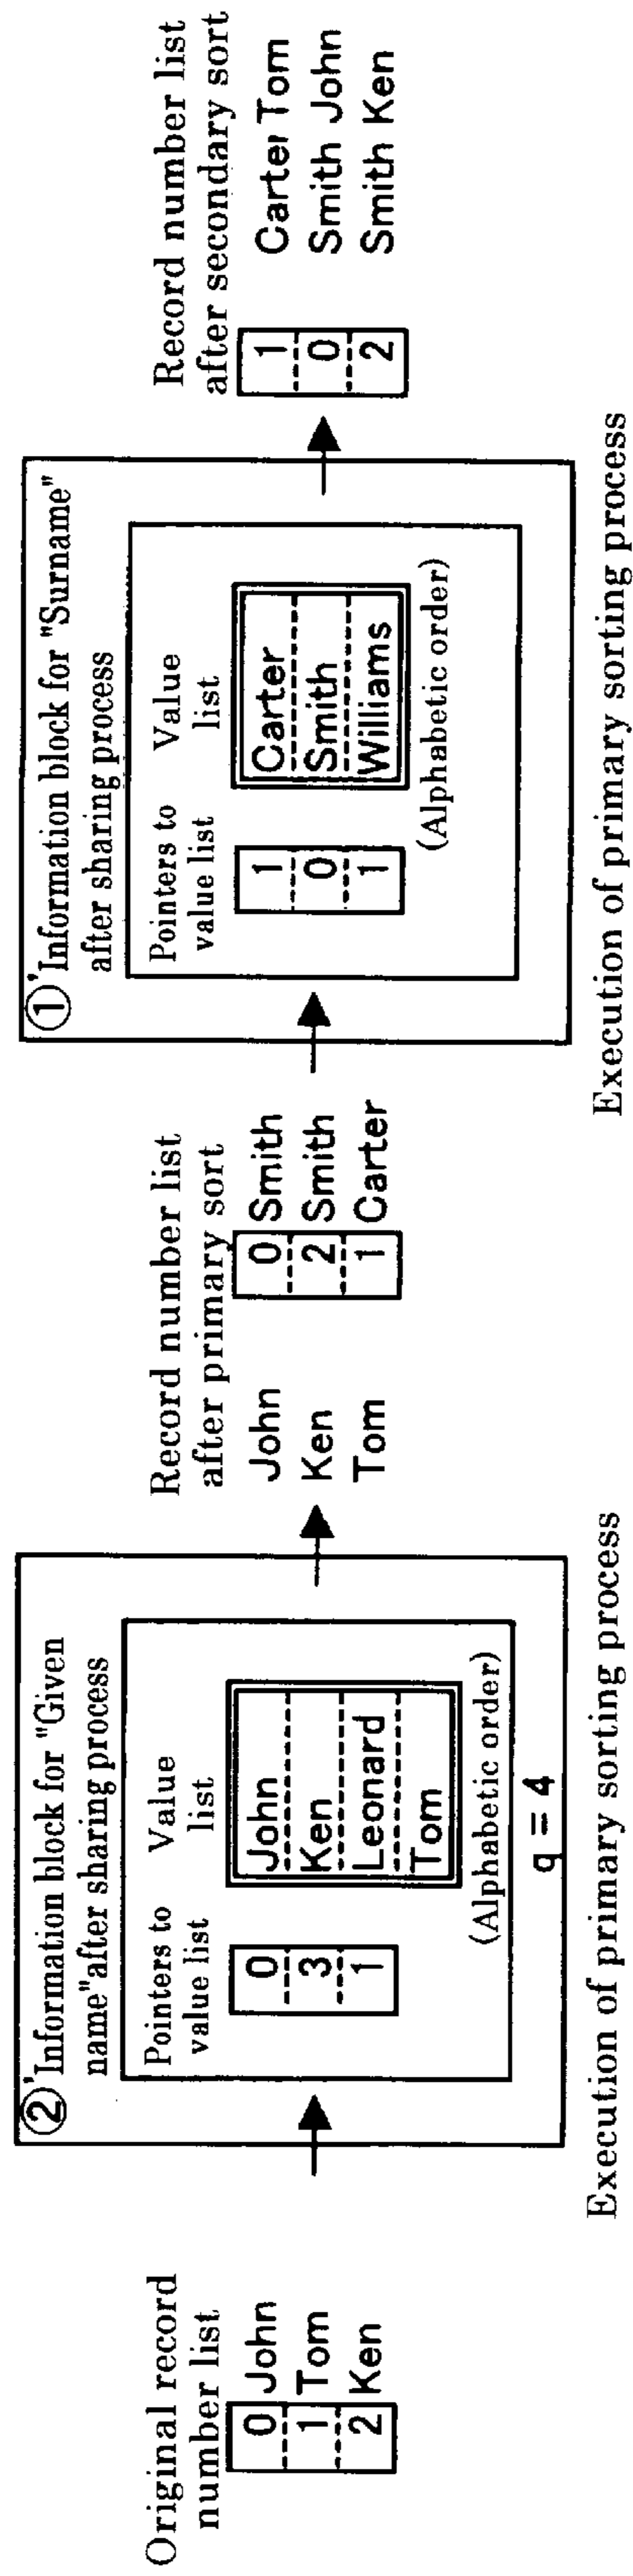 Original record
number list
0 John
1 Tom
2 Ken
②' Information block for "Given
name"after sharing process
Pointers to
value list
0
3
1
Value
list
John
Ken
Leonard
Tom
(Alphabetic order)
q = 4
Execution of primary sorting process
Record number list
after primary sort
John 0 Smith
Ken 2 Smith
Tom 1 Carter
①' Information block for "Surname"
after sharing process
Pointers to
value list
1
0
1
Value
list
Carter
Smith
Williams
(Alphabetic order)
Execution of primary sorting process
Record number list
after secondary sort
1 Carter Tom
0 Smith John
2 Smith Ken